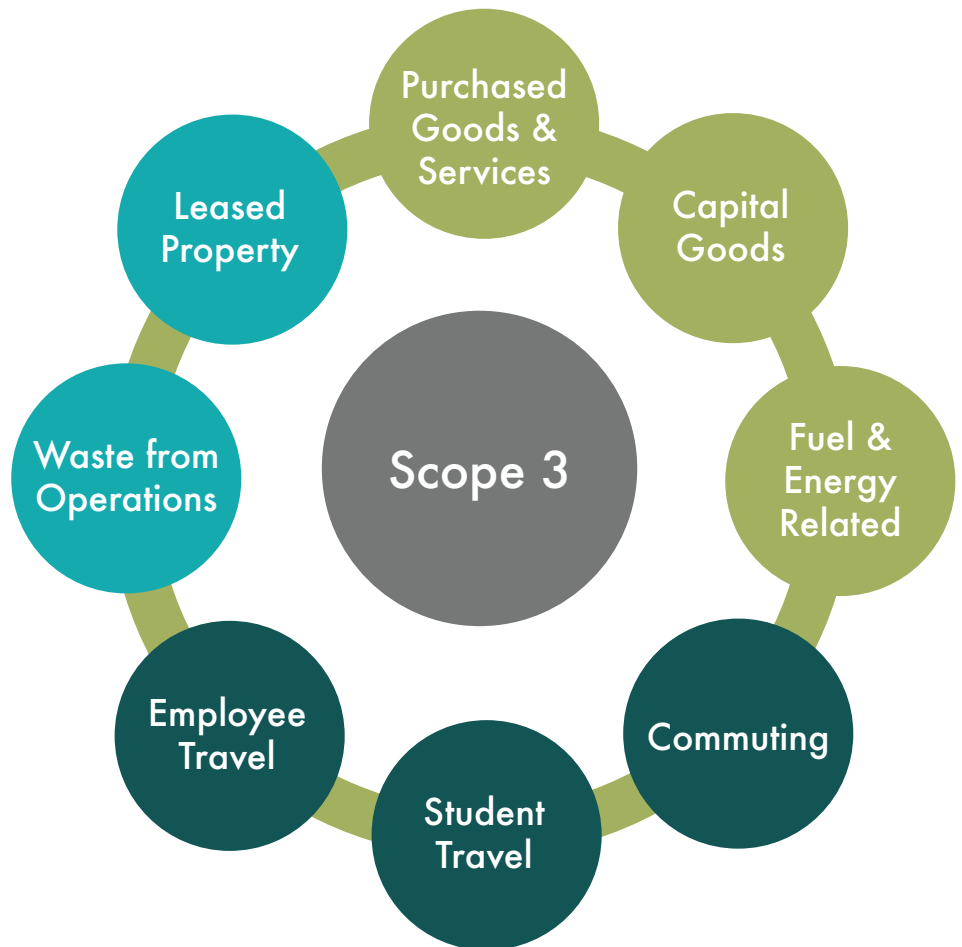 Purchased
Goods &
Services
Capital
Goods
Fuel &
Energy
Related
Commuting
Student
Travel
Employee
Travel
Waste from
Operations
Leased
Property
Scope 3